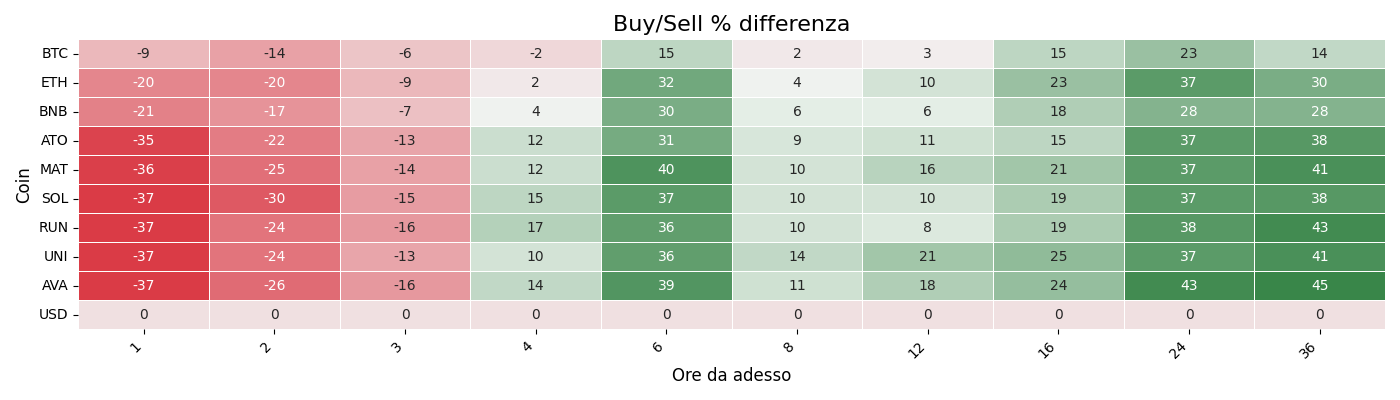 Buy/Sell % differenza
Coin
BTC -9 -14 -6 -2 15 2 3 15 23 14
ETH -20 -20 -9 2 32 4 10 23 37 30
BNB -21 -17 -7 4 30 6 6 18 28 28
ATO -35 -22 -13 12 31 9 11 15 37 38
MAT -36 -25 -14 12 40 10 16 21 37 41
SOL -37 -30 -15 15 37 10 10 19 37 38
RUN -37 -24 -16 17 36 10 8 19 38 43
UNI -37 -24 -13 10 36 14 21 25 37 41
AVA -37 -26 -16 14 39 11 18 24 43 45
USD 0 0 0 0 0 0 0 0 0 0
1 2 3 4 6 8 12 16 24 36
Ore da adesso